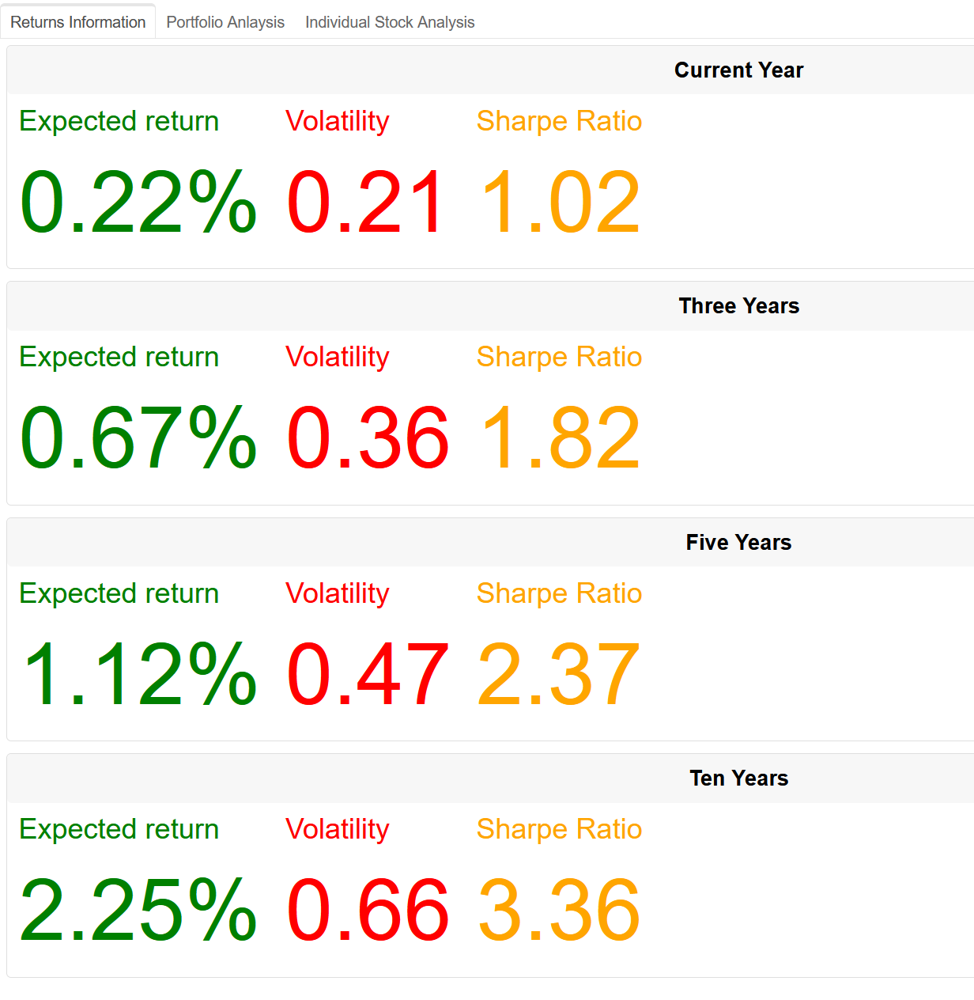 Returns Information Portfolio Anlaysis Individual Stock Analysis
Current Year
Expected return Volatility Sharpe Ratio
0.22% 0.21 1.02
Three Years
Expected return Volatility Sharpe Ratio
0.67% 0.36 1.82
Five Years
Expected return Volatility Sharpe Ratio
1.12% 0.47 2.37
Ten Years
Expected return Volatility Sharpe Ratio
2.25% 0.66 3.36